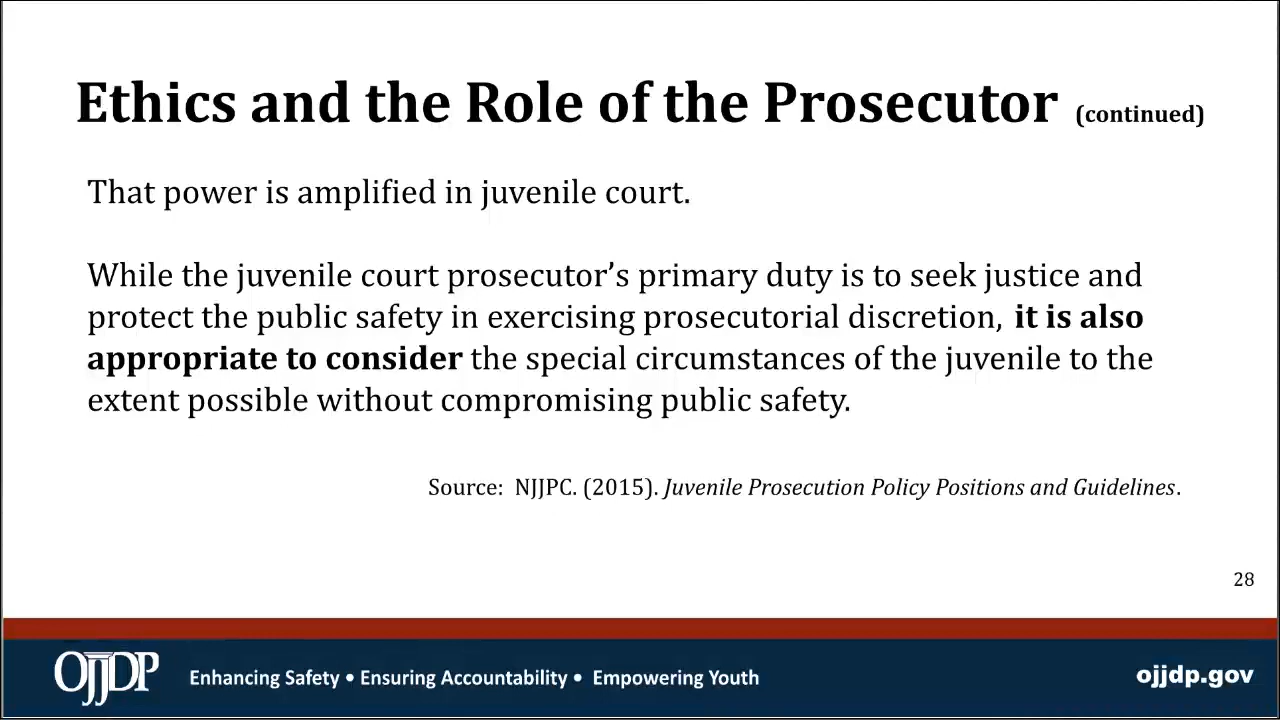 Ethics and the Role of the Prosecutor (continued)
That power is amplified in juvenile court.
While the juvenile court prosecutor’s primary duty is to seek justice and
protect the public safety in exercising prosecutorial discretion, it is also
appropriate to consider the special circumstances of the juvenile to the
extent possible without compromising public safety.
Source: NJJPC. (2015). Juvenile Prosecution Policy Positions and Guidelines.
28
OJJDP Enhancing Safety • Ensuring Accountability • Empowering Youth ojjdp.gov